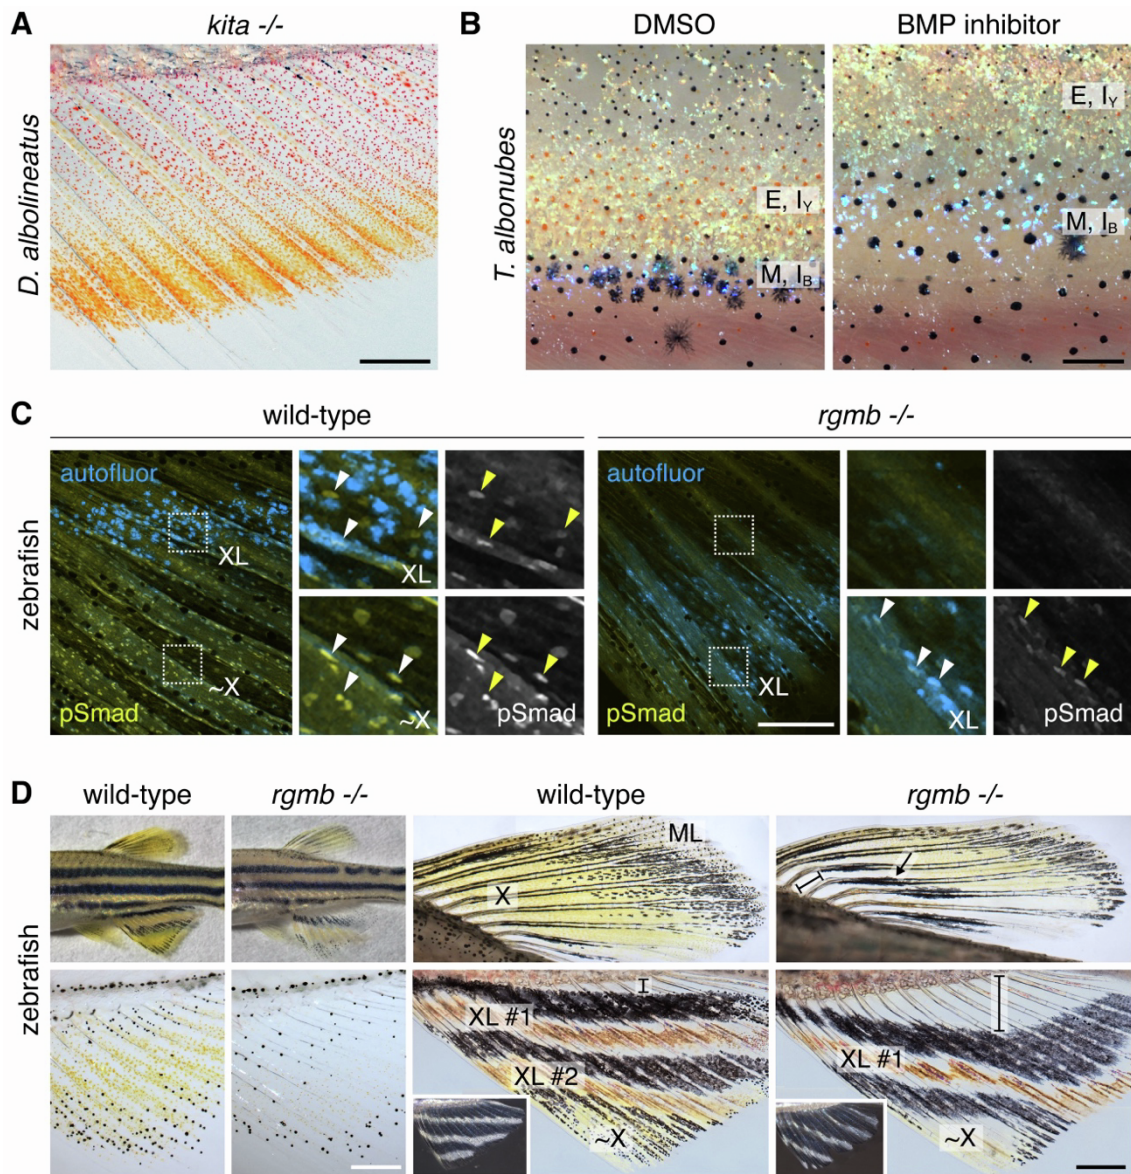 A
kita -/-
D. albolineatus
B
DMSO
BMP inhibitor
T. albonubes
E, IY
M, IB
E, IY
M, IB
C
wild-type
rgmb -/-
zebrafish
autofluor
XL
~X
pSmad
XL
~X
pSmad
autofluor
XL
pSmad
XL
pSmad
D
wild-type
rgmb -/-
wild-type
rgmb -/-
zebrafish
ML
X
XL #1
XL #2
~X
XL #1
~X